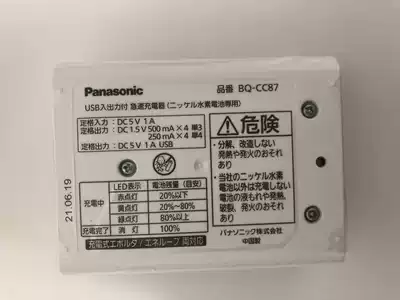 Panasonic
品番 BQ-CC87
USB入出力付 急速充電器(ニッケル水素電池専用)
定格入力:DC5V 1A
定格出力:DC1.5V 500mA×4 単3
250mA×4 単4
:DC5V 1A USB
LED表示 電池残量(目安)
充電中
赤点灯 20%以下
黄点灯 20%~80%
緑点灯 80%以上
充電完了 消灯 100%
充電式エボルタ/エネループ 両対応
21.06.19
⚠危険
・分解、改造しない
発熱や発火のおそれ
あり
・当社のニッケル水素
電池以外は充電しない
電池の液もれや発熱、
破裂、発火のおそれ
あり
パナソニック株式会社
中国製